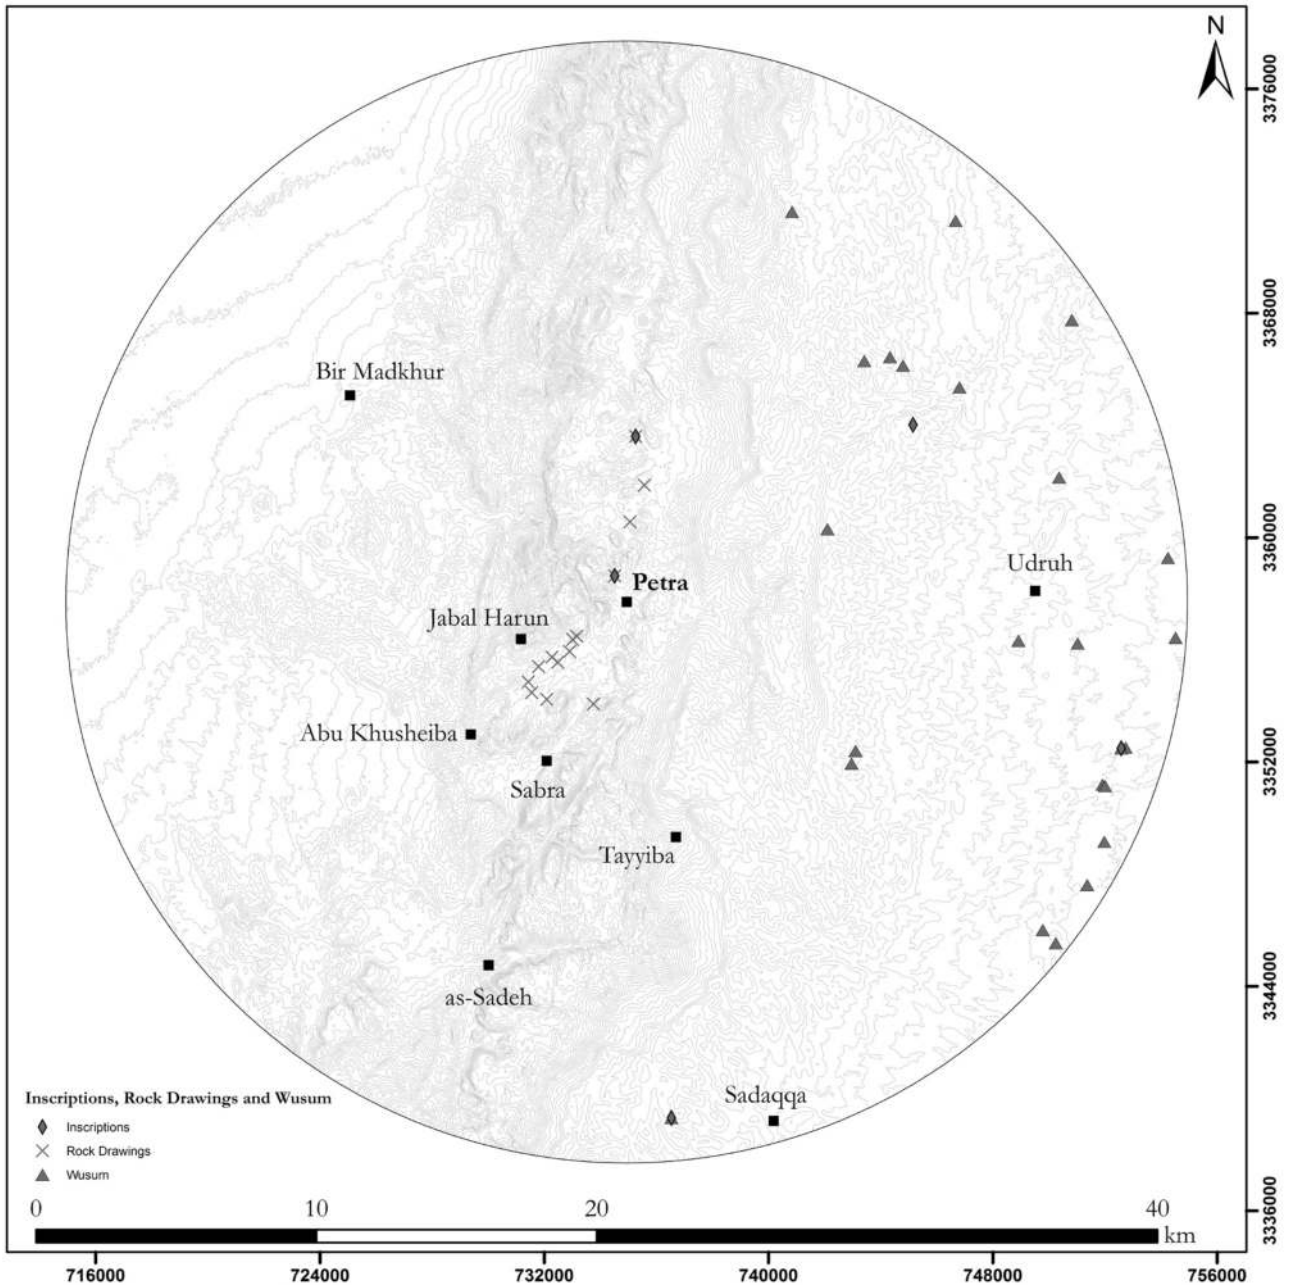 N
3376000
3368000
Bir Madkhur
3360000
Udruh
Petra
Jabal Harun
Abu Khusheiba
3352000
Sabra
Tayyiba
3344000
as-Sadeh
Sadaqqa
Inscriptions, Rock Drawings and Wusum
Inscriptions
Rock Drawings
Wusum
3336000
0 10 20 40
km
716000 724000 732000 740000 748000 756000